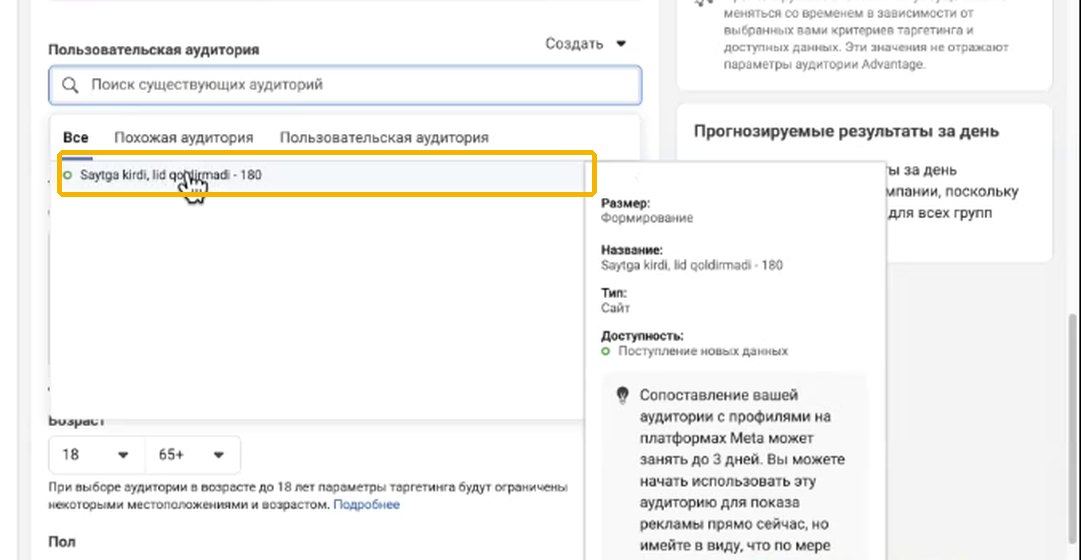 меняться со временем в зависимости от
выбранных вами критериев таргетинга и
доступных данных. Эти значения не отражают
параметры аудитории Advantage.
Пользовательская аудитория
Создать
Поиск существующих аудиторий
Все
Похожая аудитория
Пользовательская аудитория
Прогнозируемые результаты за день
Saytga kirdi, lid qoldirmadi - 180
ы за день
мпании, поскольку
для всех групп
Размер:
Формирование
Название:
Saytga kirdi, lid qoldirmadi - 180
Тип:
Сайт
Доступность:
Поступление новых данных
Сопоставление вашей
аудитории с профилями на
платформах Meta может
занять до 3 дней. Вы можете
начать использовать эту
аудиторию для показа
рекламы прямо сейчас, но
имейте в виду, что по мере
Возраст
18
65+
При выборе аудитории в возрасте до 18 лет параметры таргетинга будут ограничены
некоторыми местоположениями и возрастом. Подробнее
Пол